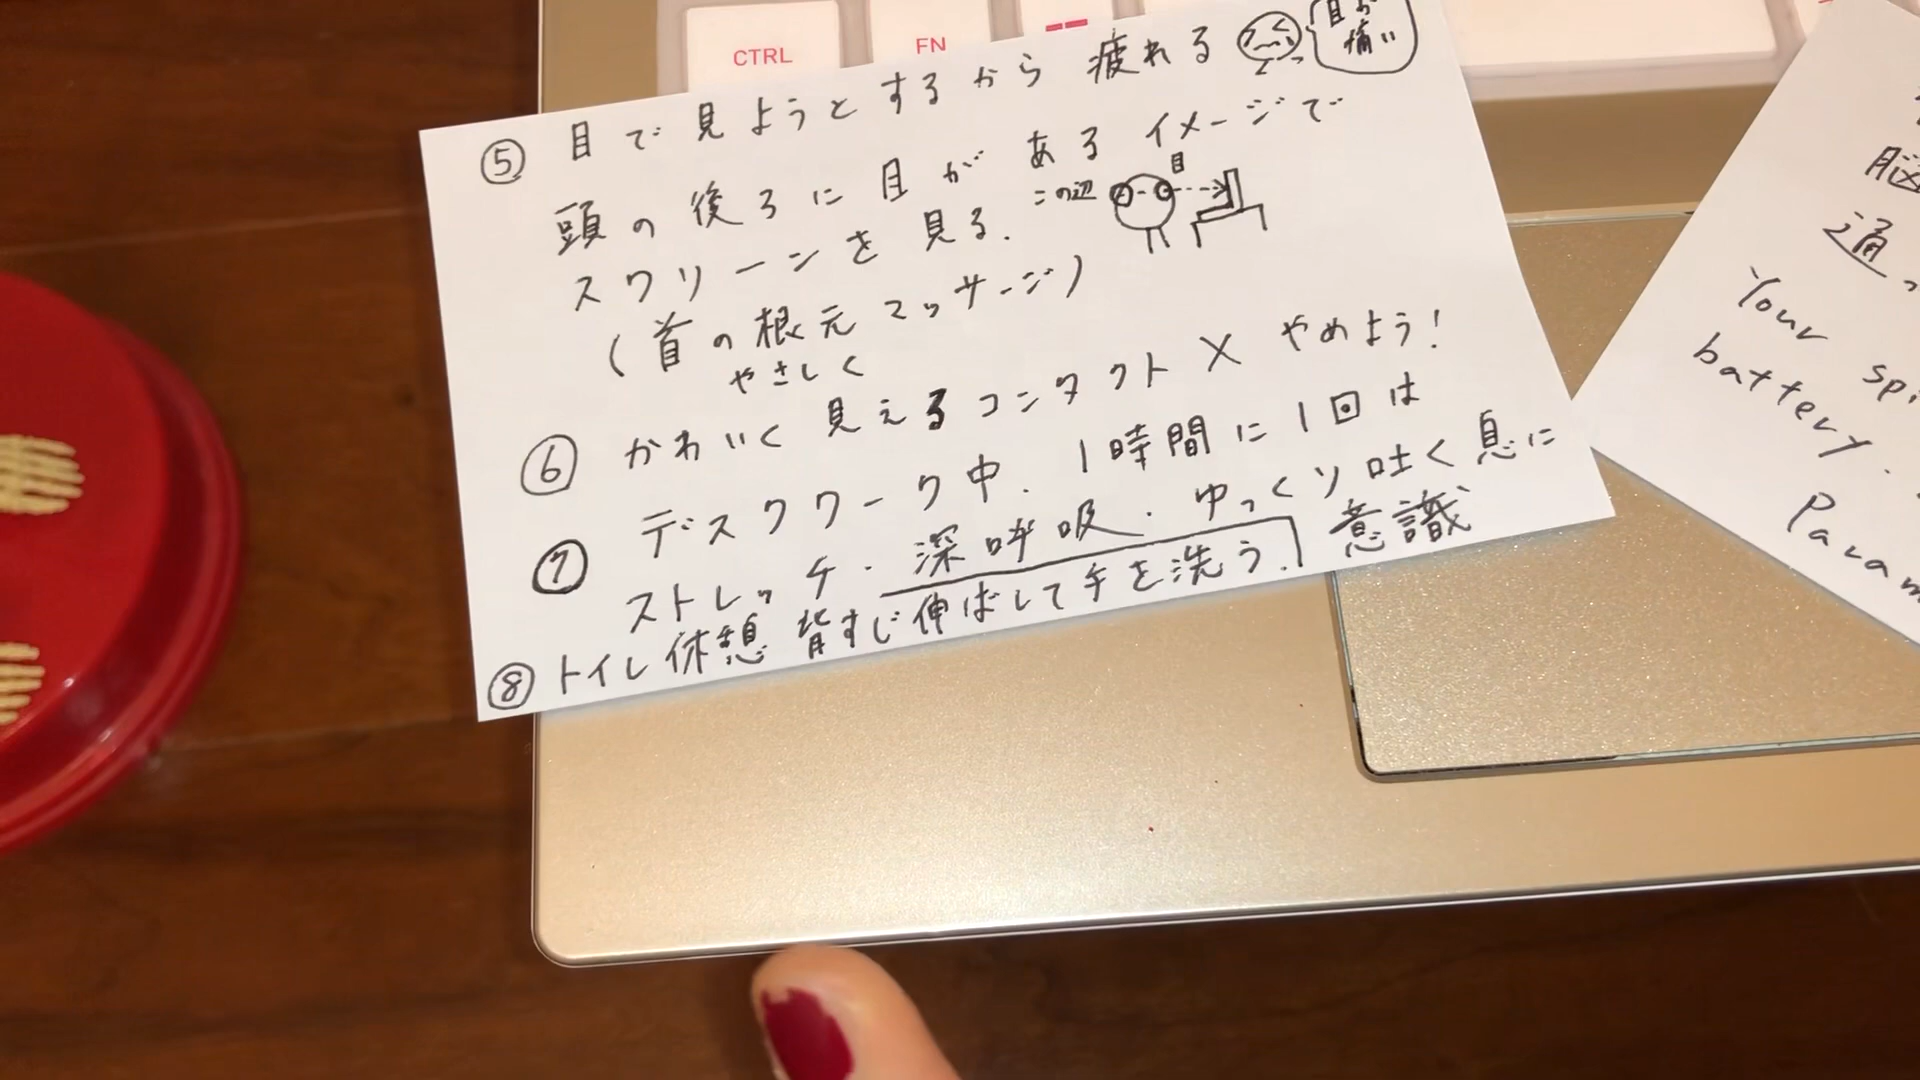 CTRL
FN
⑤ 目で見ようとするから疲れる
目が
痛い
頭の後ろに目がある イメージで
スクリーンを見る.
この辺
目
(首の根元マッサージ)
やさしく
⑥ かわいく見えるコンタクト X やめよう!
⑦ デスクワーク中. 1時間に1回は
ストレッチ. 深呼吸. ゆっくり吐く息に
意識
⑧ トイレ休憩 背すじ伸ばして手を洗う.
脳
通っ
Your
battery.